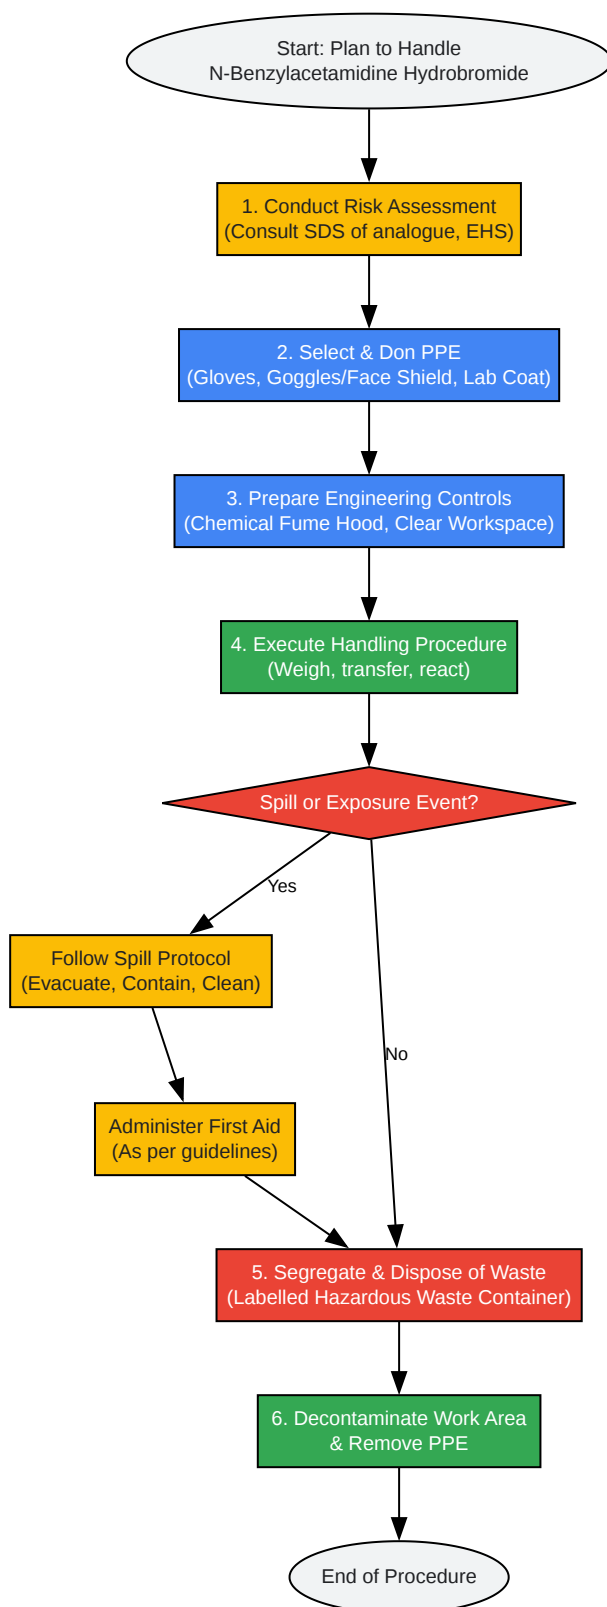 Start: Plan to Handle
N-Benzylacetamidine Hydrobromide
1. Conduct Risk Assessment
(Consult SDS of analogue, EHS)
2. Select & Don PPE
(Gloves, Goggles/Face Shield, Lab Coat)
3. Prepare Engineering Controls
(Chemical Fume Hood, Clear Workspace)
4. Execute Handling Procedure
(Weigh, transfer, react)
Spill or Exposure Event?
Yes
Follow Spill Protocol
(Evacuate, Contain, Clean)
No
Administer First Aid
(As per guidelines)
5. Segregate & Dispose of Waste
(Labelled Hazardous Waste Container)
6. Decontaminate Work Area
& Remove PPE
End of Procedure